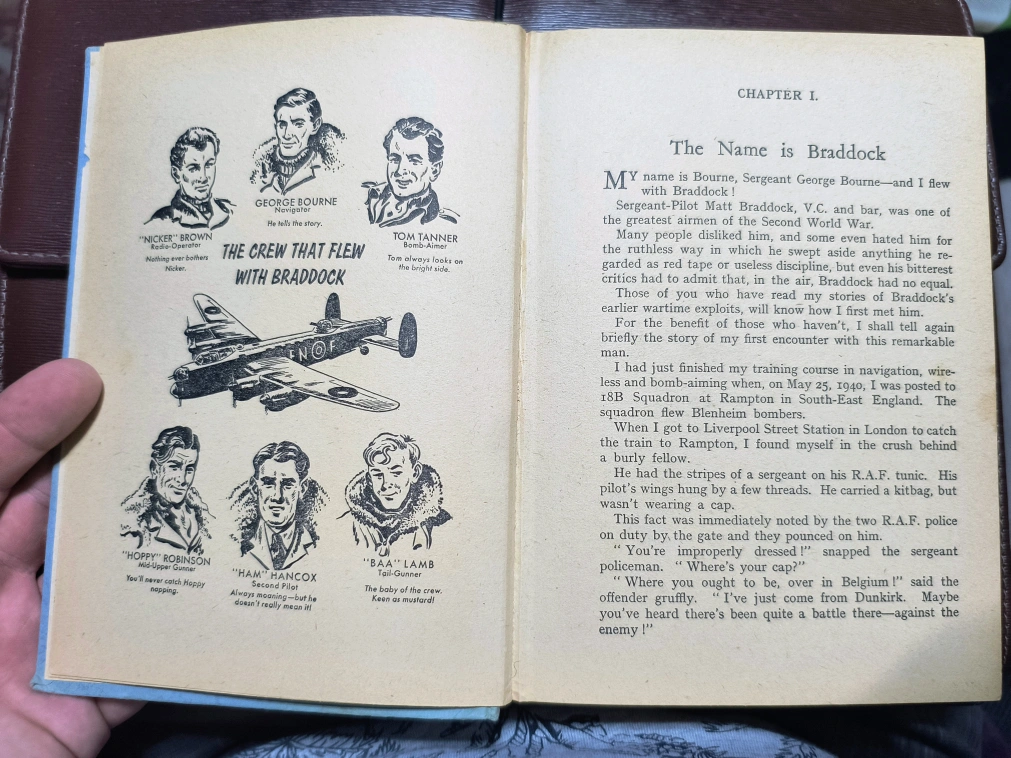 GEORGE BOURNE
Navigator
He tells the story.
"NICKER" BROWN
Radio-Operator
Nothing ever bothers
'Nicker.
TOM TANNER
Bomb-Aimer
Tom always looks on
the bright side.
THE CREW THAT FLEW
WITH BRADDOCK
EN F
"HOPPY" ROBINSON
Mid-Upper Gunner
You'll never catch Hoppy
napping.
"HAM" HANCOX
Second Pilot
Always moaning—but he
doesn't really mean it!
"BAA" LAMB
Tail-Gunner
The baby of the crew.
Keen as mustard!
CHAPTER I.
The Name is Braddock
MY name is Bourne, Sergeant George Bourne—and I flew
with Braddock!
Sergeant-Pilot Matt Braddock, V.C. and bar, was one of
the greatest airmen of the Second World War.
Many people disliked him, and some even hated him for
the ruthless way in which he swept aside anything he re-
garded as red tape or useless discipline, but even his bitterest
critics had to admit that, in the air, Braddock had no equal.
Those of you who have read my stories of Braddock's
earlier wartime exploits, will know how I first met him.
For the benefit of those who haven't, I shall tell again
briefly the story of my first encounter with this remarkable
man.
I had just finished my training course in navigation, wire-
less and bomb-aiming when, on May 25, 1940, I was posted to
18B Squadron at Rampton in South-East England. The
squadron flew Blenheim bombers.
When I got to Liverpool Street Station in London to catch
the train to Rampton, I found myself in the crush behind
a burly fellow.
He had the stripes of a sergeant on his R.A.F. tunic. His
pilot's wings hung by a few threads. He carried a kitbag, but
wasn't wearing a cap.
This fact was immediately noted by the two R.A.F. police
on duty by the gate and they pounced on him.
"You're improperly dressed!" snapped the sergeant
policeman. "Where's your cap?"
"Where you ought to be, over in Belgium!" said the
offender gruffly. "I've just come from Dunkirk. Maybe
you've heard there's been quite a battle there—against the
enemy!"